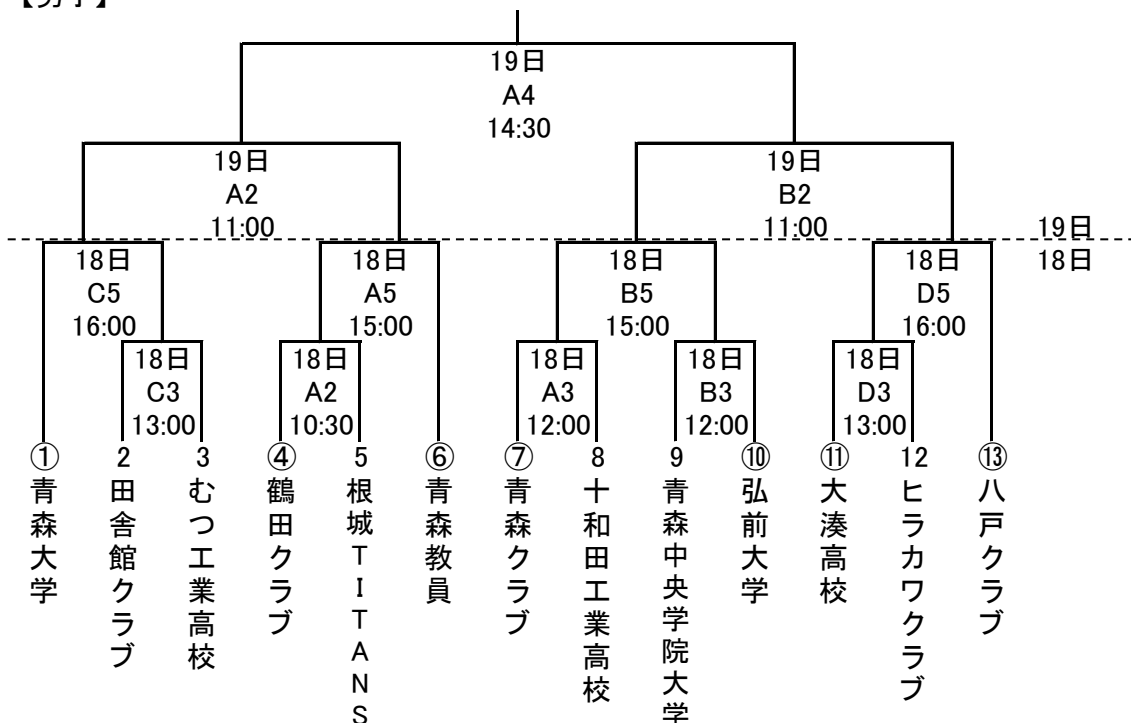 【男子】
19日
A4
14:30
19日
A2
11:00
19日
B2
11:00
19日
18日
18日
C5
16:00
18日
A5
15:00
18日
B5
15:00
18日
D5
16:00
18日
C3
13:00
18日
A2
10:30
18日
A3
12:00
18日
B3
12:00
18日
D3
13:00
①青森大学
2田舎館クラブ
3むつ工業高校
④鶴田クラブ
5根城TITANS
⑥青森教員
⑦青森クラブ
8十和田工業高校
9青森中央学院大学
⑩弘前大学
⑪大湊高校
12ヒラカワクラブ
⑬八戸クラブ